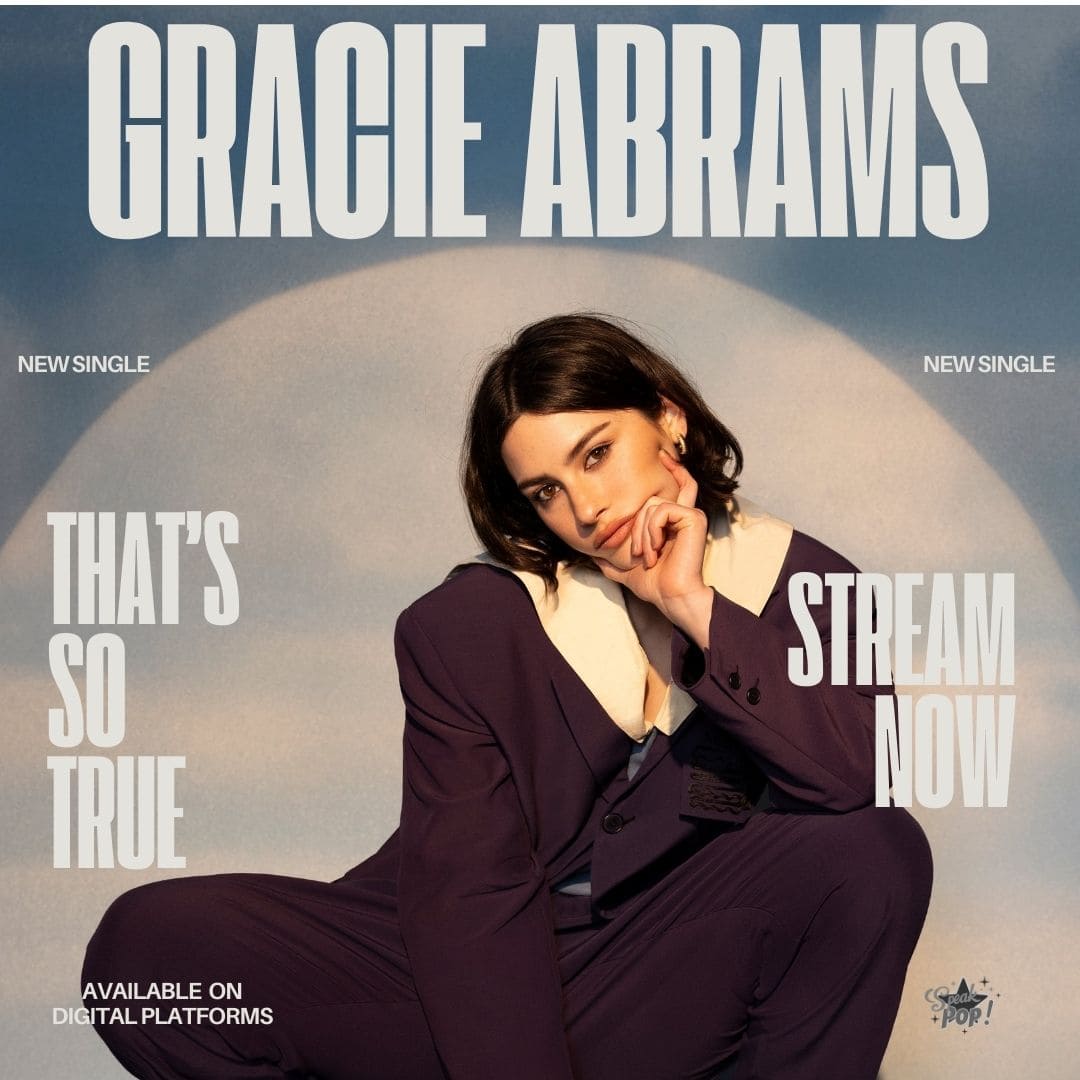 GRACIE ABRAMS
NEW SINGLE
NEW SINGLE
THAT'S
SO
TRUE
STREAM
NOW
AVAILABLE ON
DIGITAL PLATFORMS
Speak
POP!